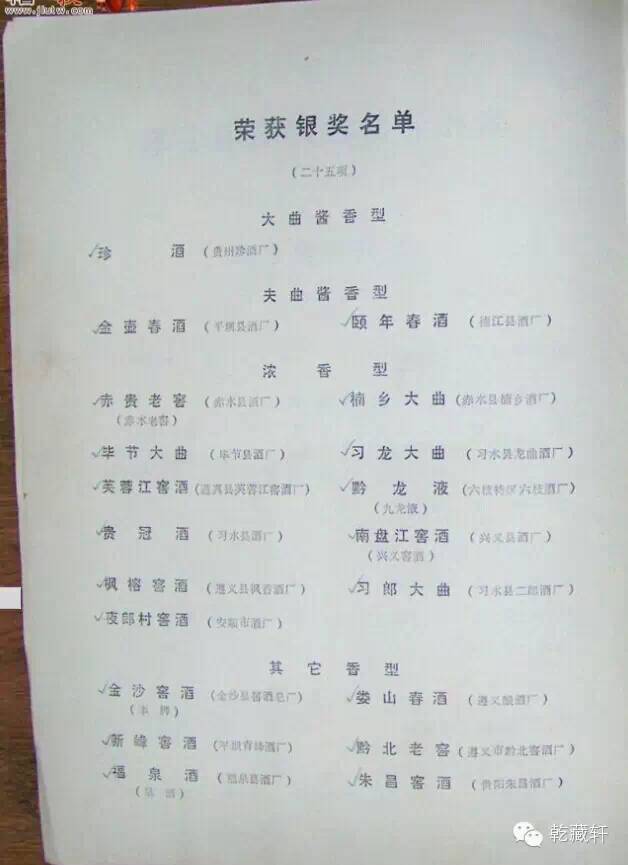 www.jiutw.com
荣获银奖名单
(二十五项)
大曲酱香型
珍 酒 (贵州珍酒厂)
夫曲酱香型
金壶春酒 (平坝县酒厂) 颐年春酒 (德江县酒厂)
浓香型
赤贵老窖 (赤水县酒厂) 楠乡大曲 (赤水县楠乡酒厂)
(赤水老窖)
毕节大曲 (毕节县酒厂) 习龙大曲 (习水县龙曲酒厂)
芙蓉江窖酒 (道真县芙蓉江窖酒厂) 黔龙液 (六枝特区六枝酒厂)
(九龙液)
贵冠酒 (习水县酒厂) 南盘江窖酒 (兴义县酒厂)
(兴义窖酒)
枫榕窖酒 (遵义县枫香酒厂) 习郎大曲 (习水县二郎酒厂)
夜郎村窖酒 (安顺市酒厂)
其它香型
金沙窖酒 (金沙县窖酒总厂) 娄山春酒 (遵义酿酒厂)
新峰窖酒 (平坝青峰酒厂) 黔北老窖 (遵义市黔北窖酒厂)
福泉酒 (福泉县酒厂) 朱昌窖酒 (贵阳朱昌酒厂)
乾藏轩